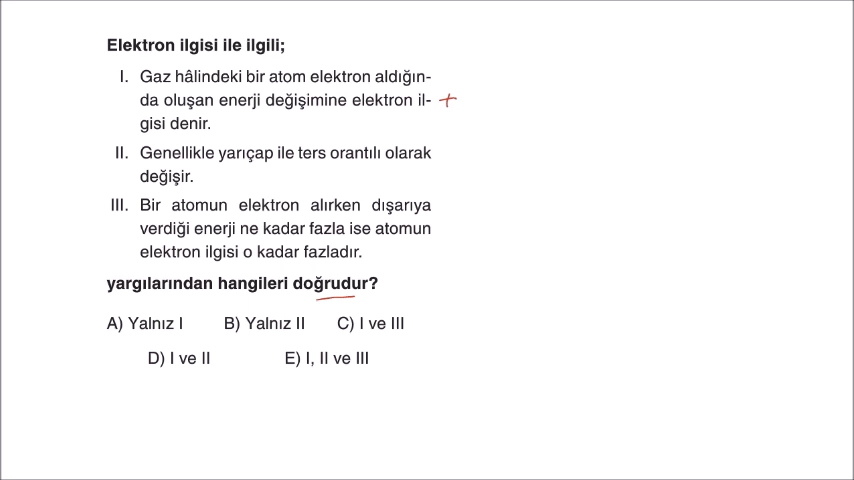 Elektron ilgisi ile ilgili;
I. Gaz hâlindeki bir atom elektron aldığın-
da oluşan enerji değişimine elektron il- +
gisi denir.
II. Genellikle yarıçap ile ters orantılı olarak
değişir.
III. Bir atomun elektron alırken dışarıya
verdiği enerji ne kadar fazla ise atomun
elektron ilgisi o kadar fazladır.
yargılarından hangileri doğrudur?
A) Yalnız I B) Yalnız II C) I ve III
D) I ve II E) I, II ve III